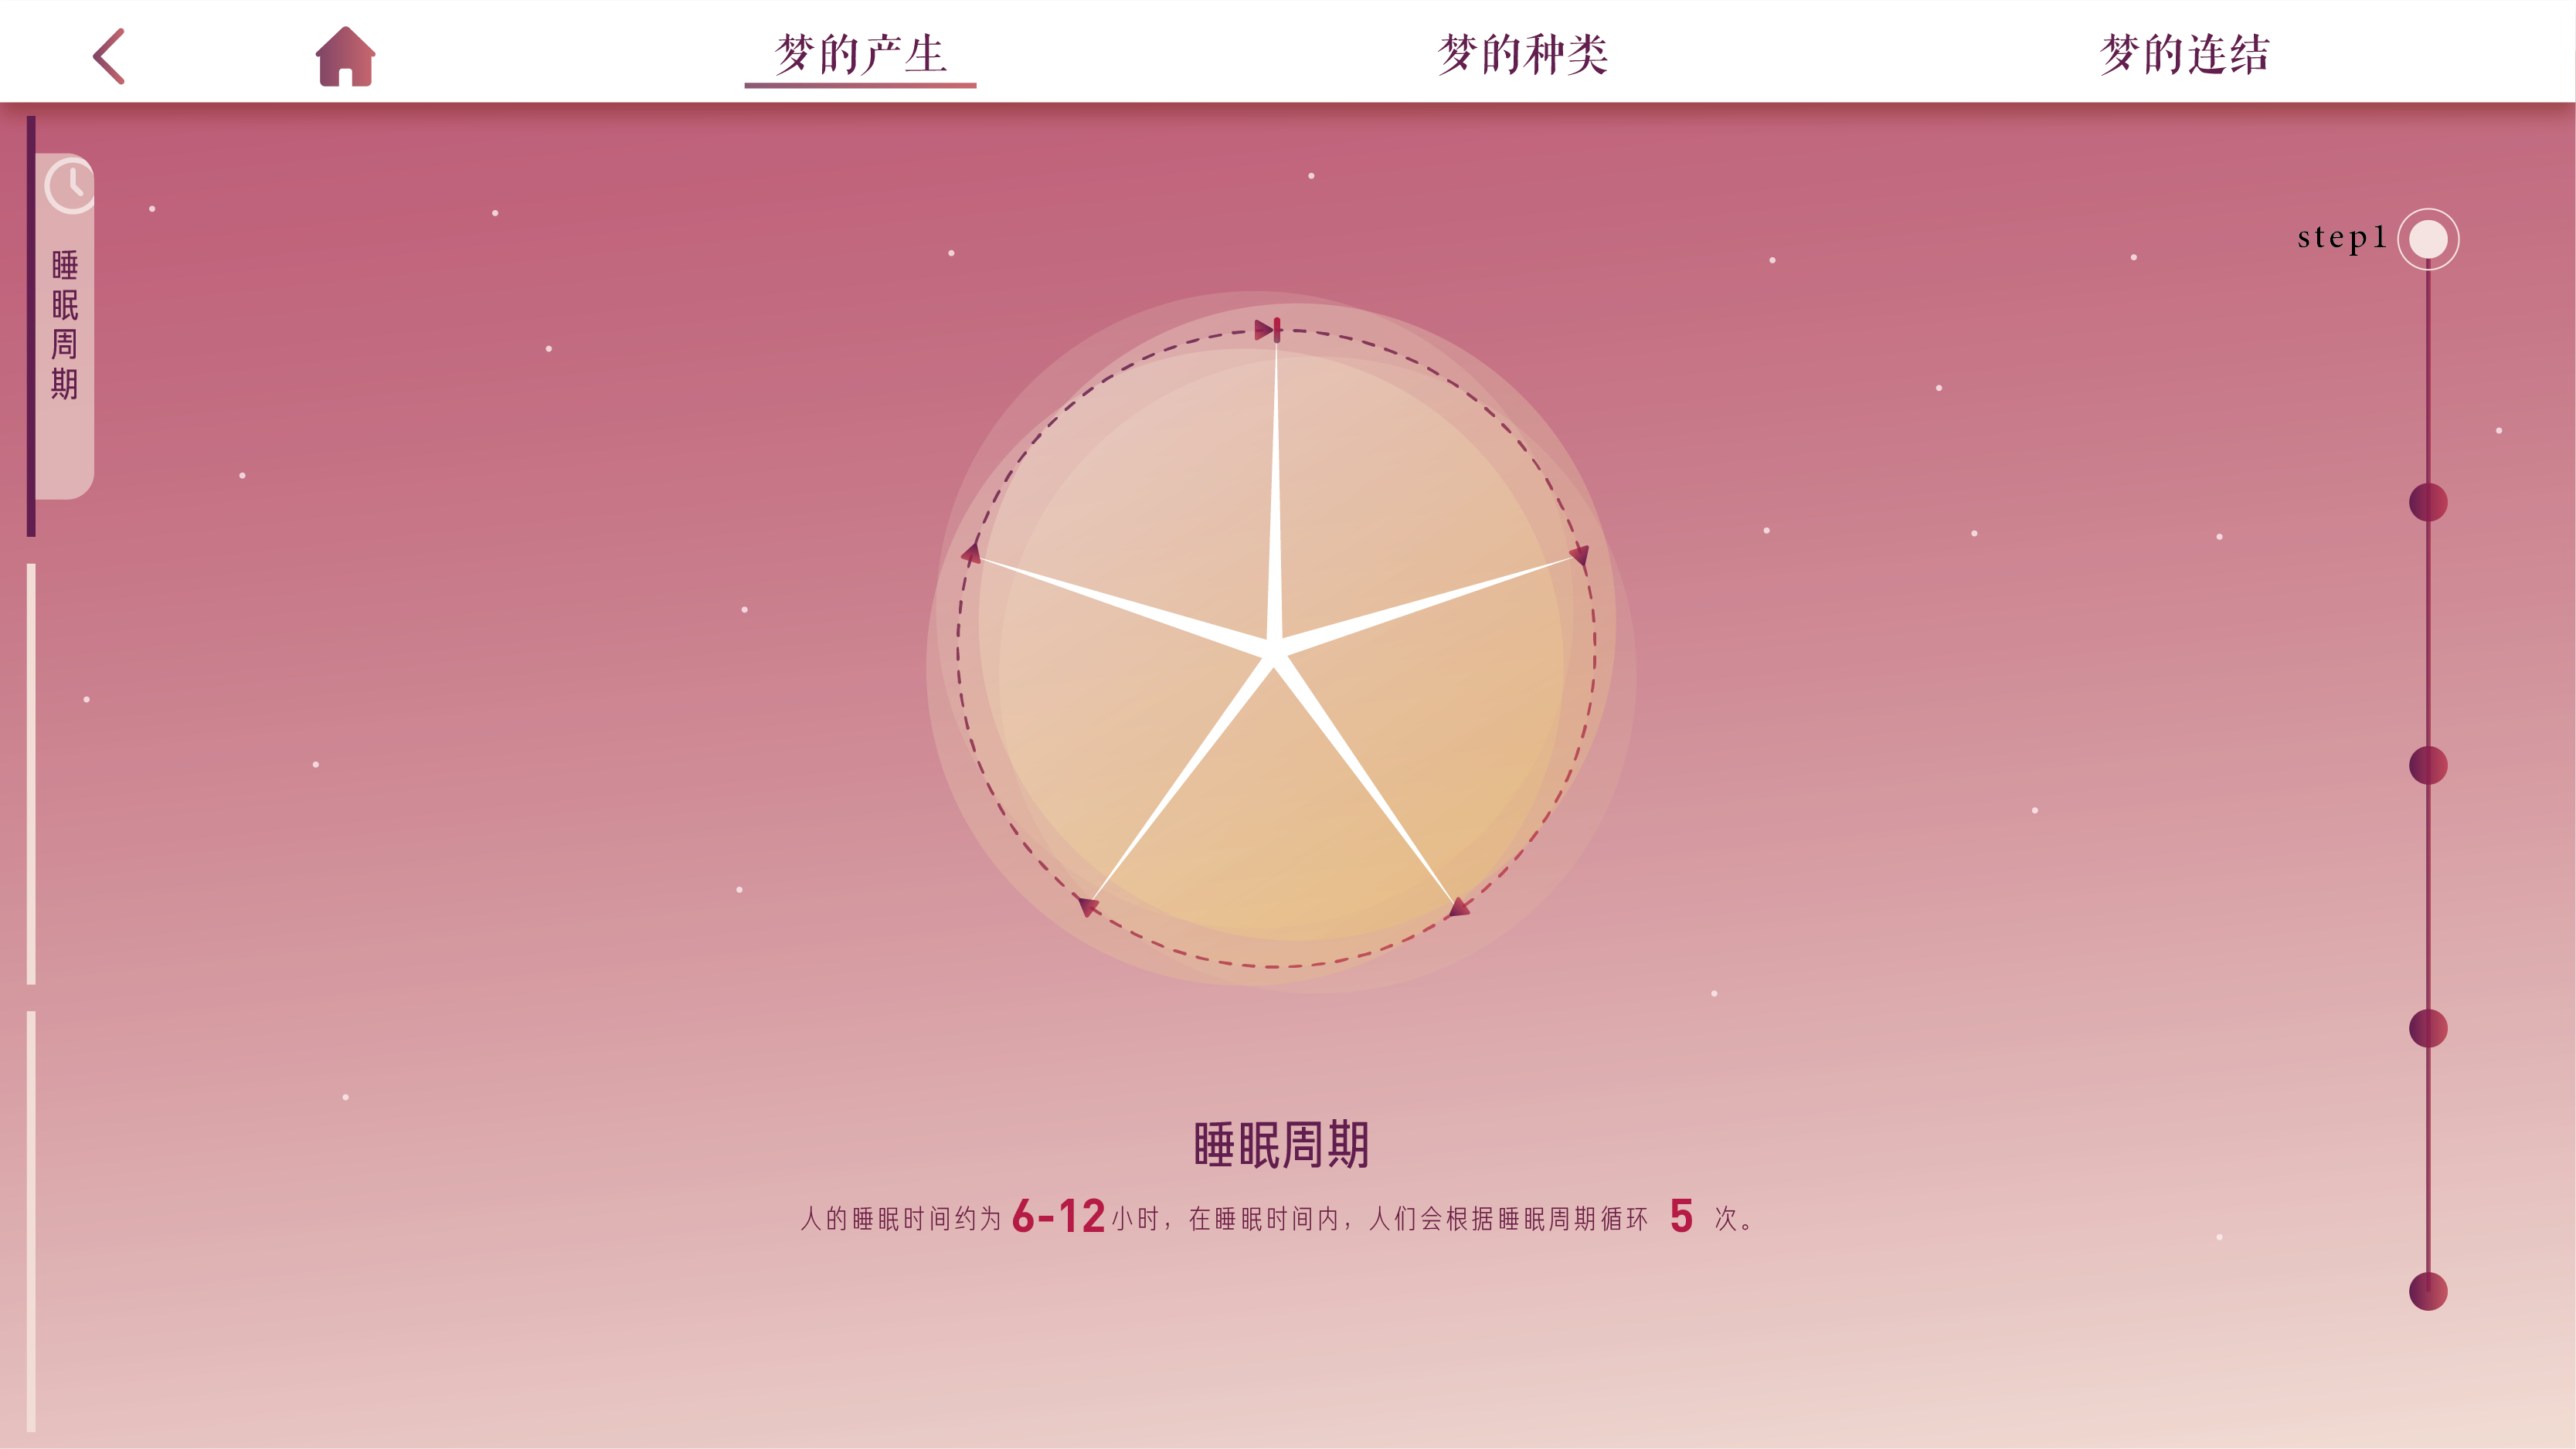 梦的产生
梦的种类
梦的连结
睡眠周期
step1
睡眠周期
人的睡眠时间约为 6-12 小时，在睡眠时间内，人们会根据睡眠周期循环 5 次。